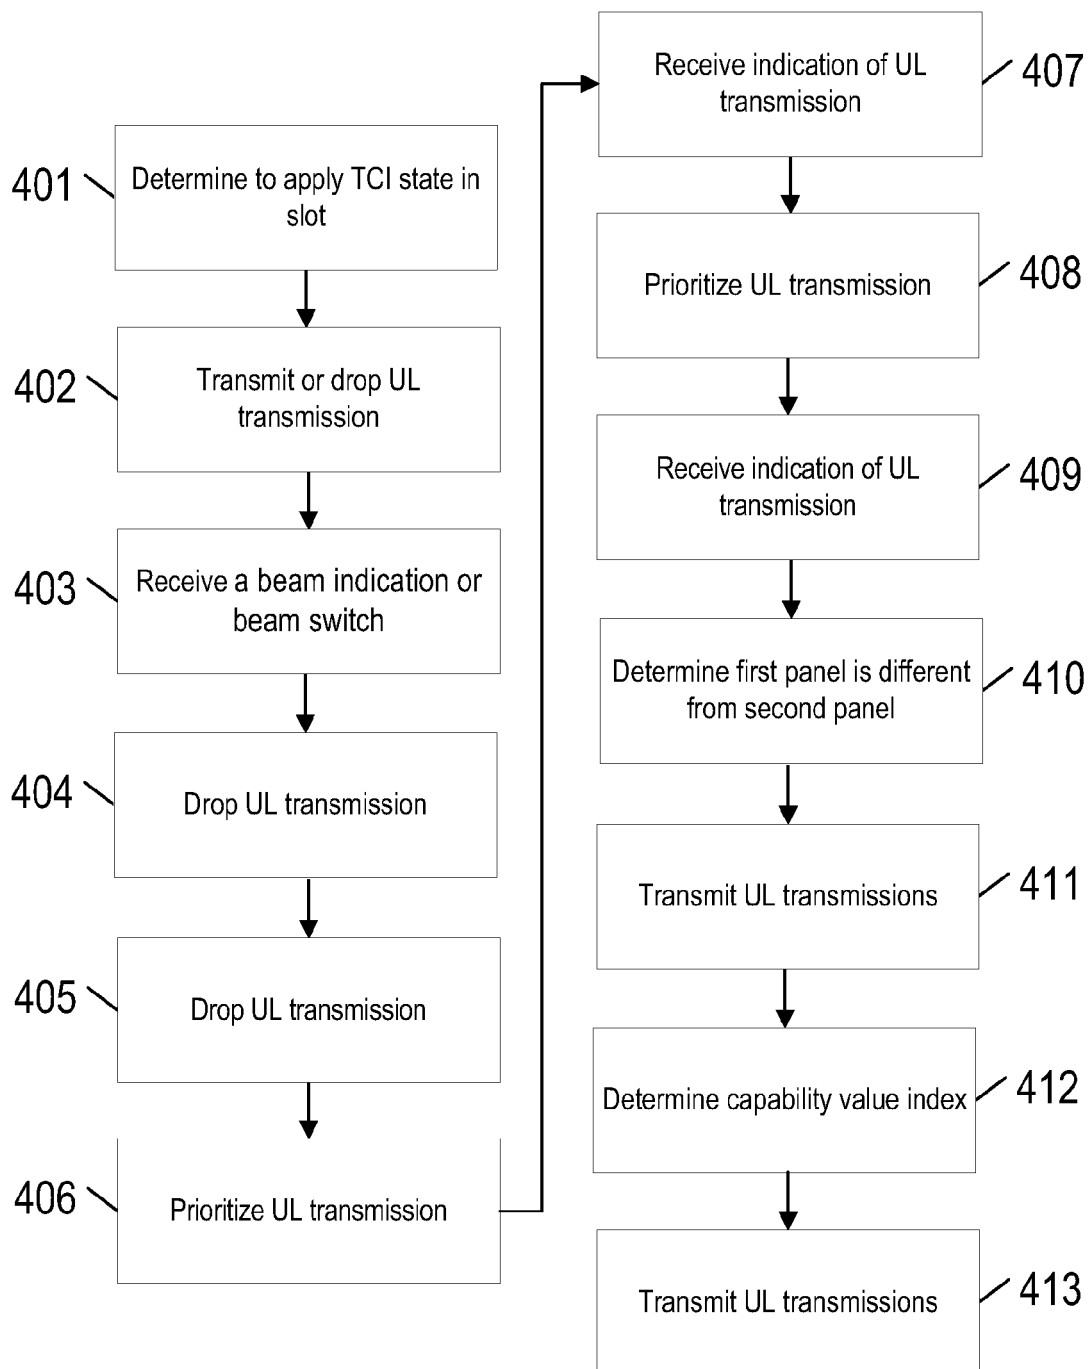 401
Determine to apply TCI state in
slot
402
Transmit or drop UL
transmission
403
Receive a beam indication or
beam switch
404
Drop UL transmission
405
Drop UL transmission
406
Prioritize UL transmission
Receive indication of UL
transmission
407
Prioritize UL transmission
408
Receive indication of UL
transmission
409
Determine first panel is different
from second panel
410
Transmit UL transmissions
411
Determine capability value index
412
Transmit UL transmissions
413